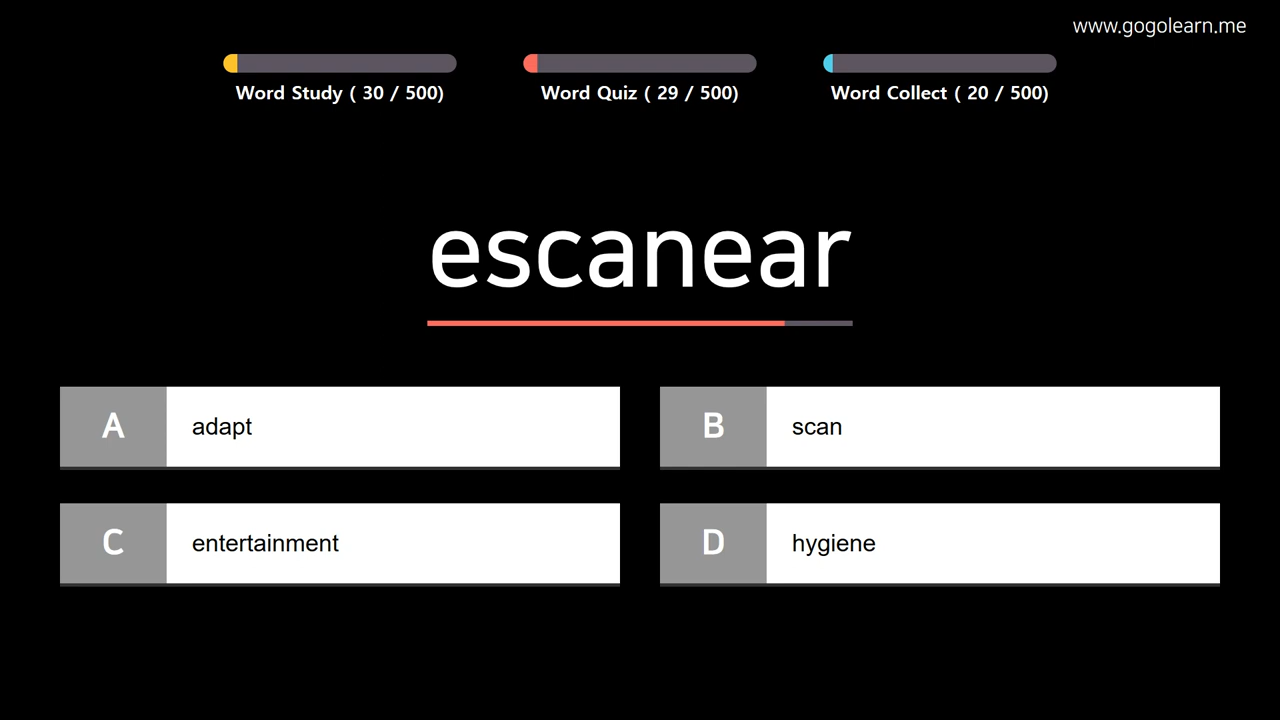 www.gogolearn.me
Word Study ( 30 / 500)
Word Quiz ( 29 / 500)
Word Collect ( 20 / 500)
escanear
A adapt
B scan
C entertainment
D hygiene